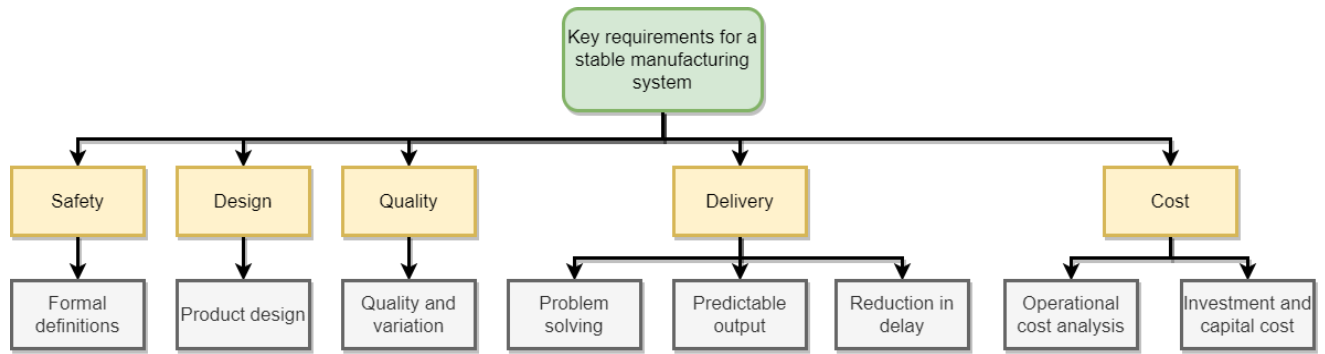 Key requirements for a
stable manufacturing
system
Safety
Design
Quality
Delivery
Cost
Formal
definitions
Product design
Quality and
variation
Problem
solving
Predictable
output
Reduction in
delay
Operational
cost analysis
Investment and
capital cost